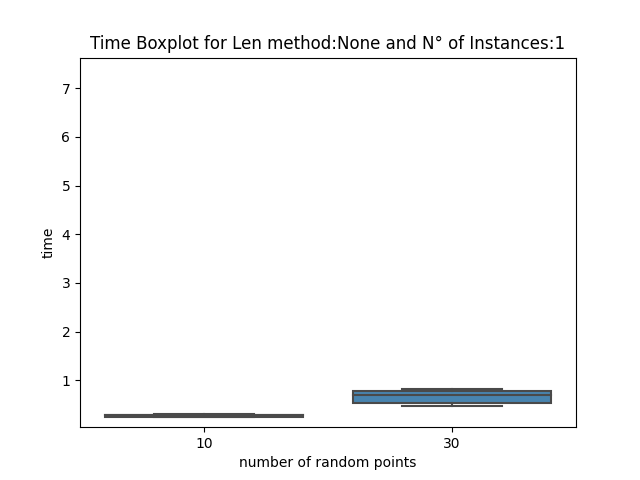 Time Boxplot for Len method:None and N° of Instances:1
7
6
5
4
3
2
1
time
10 30
number of random points